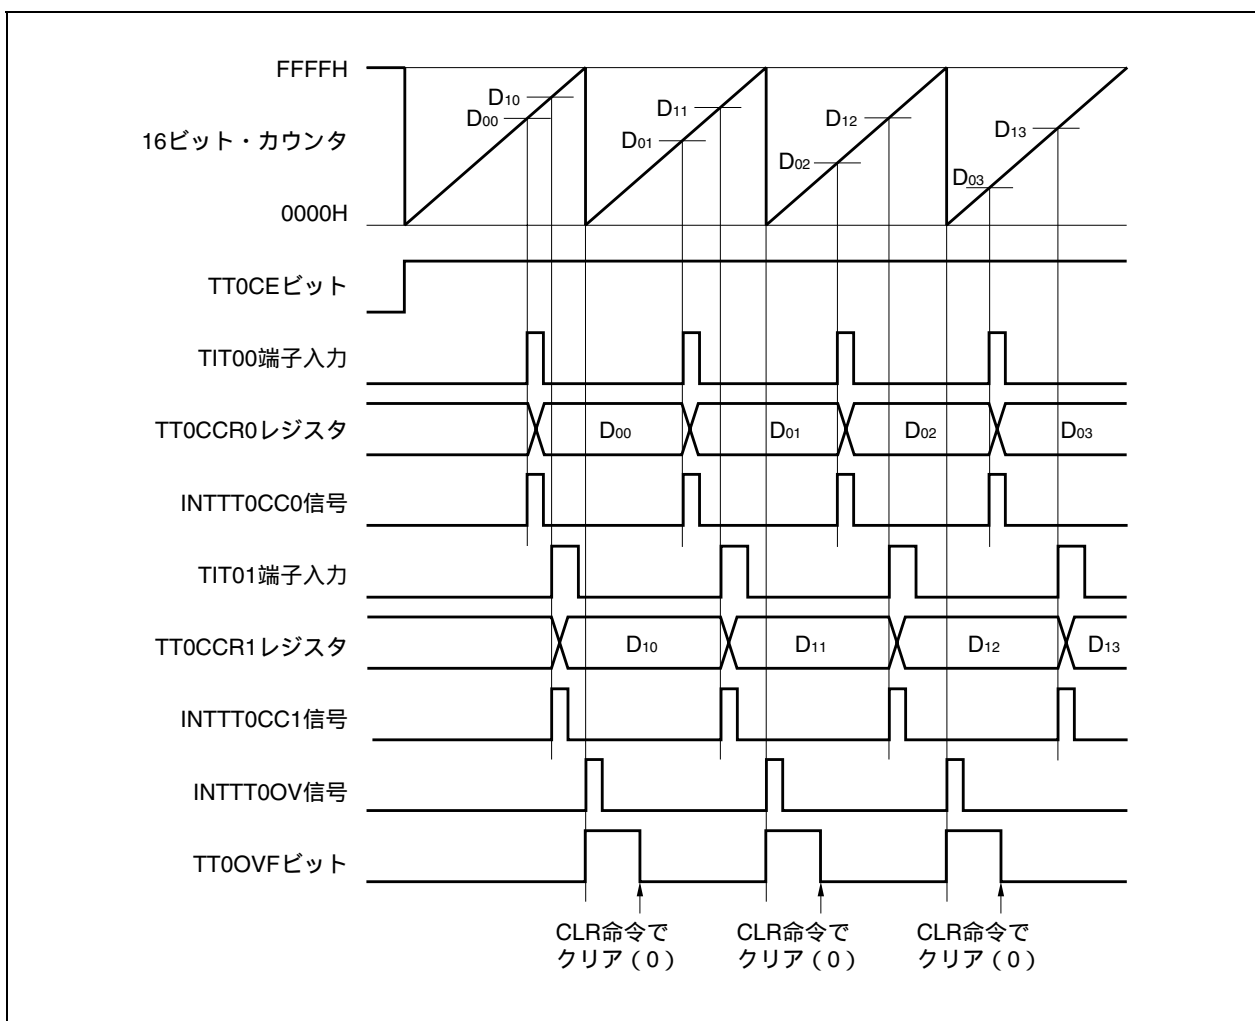 FFFFH
D10
D00
D11
D01
D12
D02
D13
D03
16ビット・カウンタ
0000H
TT0CEビット
TIT00端子入力
TT0CCR0レジスタ
D00
D01
D02
D03
INTTT0CC0信号
TIT01端子入力
TT0CCR1レジスタ
D10
D11
D12
D13
INTTT0CC1信号
INTTT0OV信号
TT0OVFビット
CLR命令で
クリア（0）
CLR命令で
クリア（0）
CLR命令で
クリア（0）